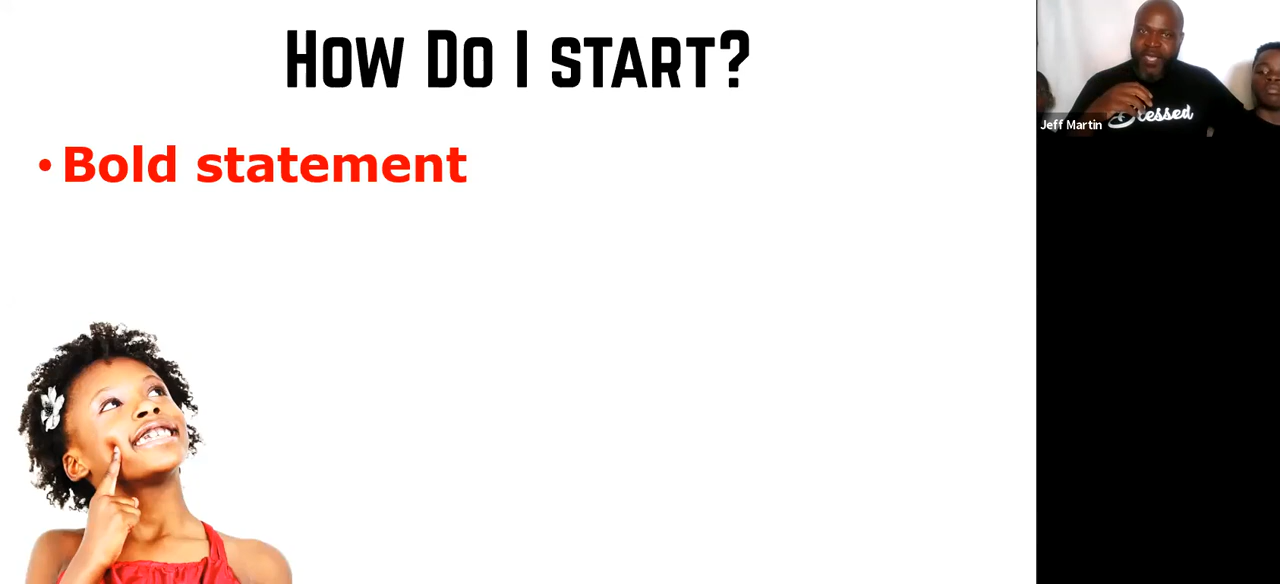 How Do I START?
• Bold statement
Jeff Martin
Blessed